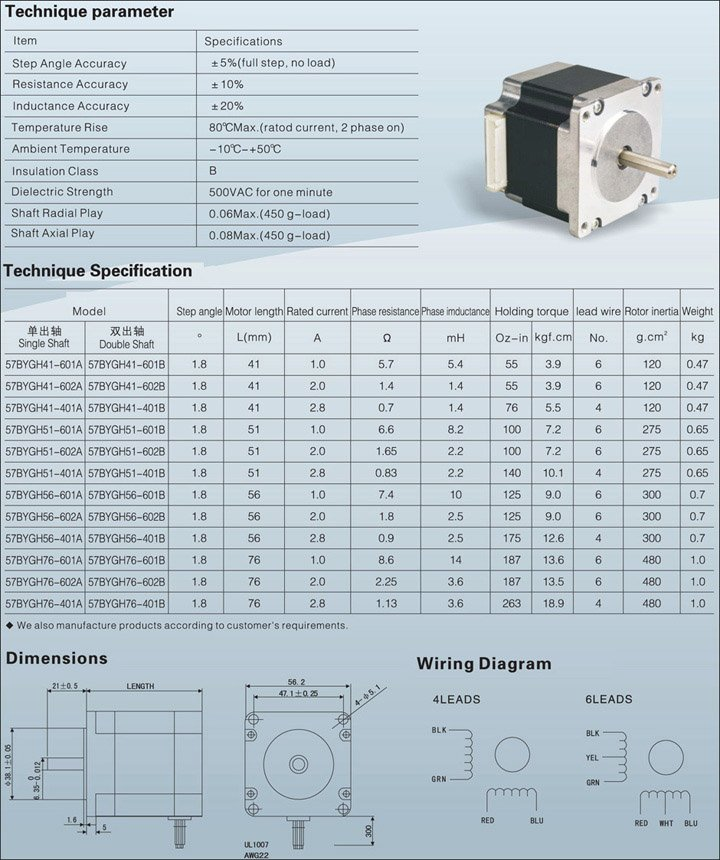 Technique parameter
Item Specifications
Step Angle Accuracy ±5%(full step, no load)
Resistance Accuracy ±10%
Inductance Accuracy ±20%
Temperature Rise 80℃Max.(ratod current, 2 phase on)
Ambient Temperature -10℃-+50℃
Insulation Class B
Dielectric Strength 500VAC for one minute
Shaft Radial Play 0.06Max.(450 g-load)
Shaft Axial Play 0.08Max.(450 g-load)
Technique Specification
Model Step angle Motor length Rated current Phase resistance Phase imductance Holding torque lead wire Rotor inertia Weight
单出轴 双出轴
Single Shaft Double Shaft ° L(mm) A Ω mH Oz-in kgf.cm No. g.cm² kg
57BYGH41-601A 57BYGH41-601B 1.8 41 1.0 5.7 5.4 55 3.9 6 120 0.47
57BYGH41-602A 57BYGH41-602B 1.8 41 2.0 1.4 1.4 55 3.9 6 120 0.47
57BYGH41-401A 57BYGH41-401B 1.8 41 2.8 0.7 1.4 76 5.5 4 120 0.47
57BYGH51-601A 57BYGH51-601B 1.8 51 1.0 6.6 8.2 100 7.2 6 275 0.65
57BYGH51-602A 57BYGH51-602B 1.8 51 2.0 1.65 2.2 100 7.2 6 275 0.65
57BYGH51-401A 57BYGH51-401B 1.8 51 2.8 0.83 2.2 140 10.1 4 275 0.65
57BYGH56-601A 57BYGH56-601B 1.8 56 1.0 7.4 10 125 9.0 6 300 0.7
57BYGH56-602A 57BYGH56-602B 1.8 56 2.0 1.8 2.5 125 9.0 6 300 0.7
57BYGH56-401A 57BYGH56-401B 1.8 56 2.8 0.9 2.5 175 12.6 4 300 0.7
57BYGH76-601A 57BYGH76-601B 1.8 76 1.0 8.6 14 187 13.6 6 480 1.0
57BYGH76-602A 57BYGH76-602B 1.8 76 2.0 2.25 3.6 187 13.5 6 480 1.0
57BYGH76-401A 57BYGH76-401B 1.8 76 2.8 1.13 3.6 263 18.9 4 480 1.0
◆ We also manufacture products according to customer's requirements.
Dimensions
21±0.5 LENGTH
56.2
47.1±0.25
4-φ5.1
Φ38.1±0.05
0
6.35-0.012
1.6
5
300
UL1007
AWG22
Wiring Diagram
4LEADS
BLK
GRN
RED BLU
6LEADS
BLK
YEL
GRN
RED WHT BLU